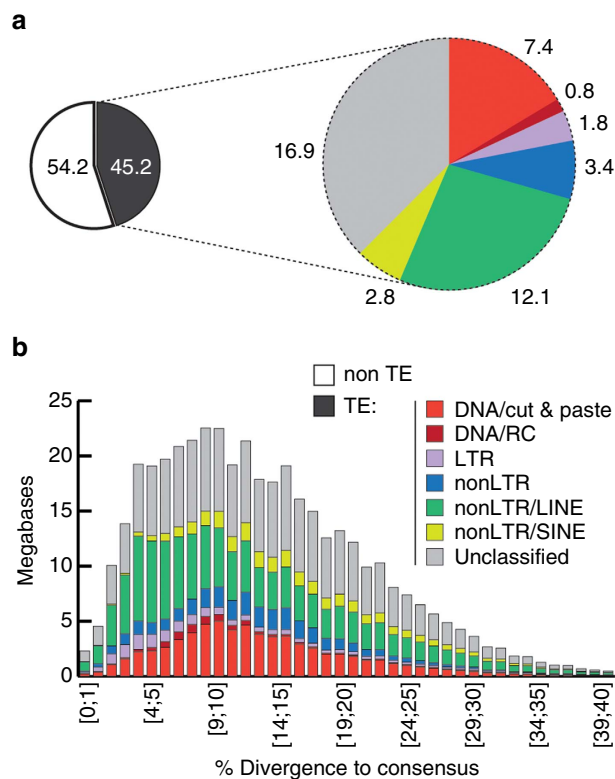 a
7.4
0.8
1.8
16.9
54.2
45.2
3.4
2.8
12.1
b
25
20
15
10
5
0
Megabases
non TE
TE:
DNA/cut & paste
DNA/RC
LTR
nonLTR
nonLTR/LINE
nonLTR/SINE
Unclassified
[0;1]
[4;5]
[9;10]
[14;15]
[19;20]
[24;25]
[29;30]
[34;35]
[39;40]
% Divergence to consensus